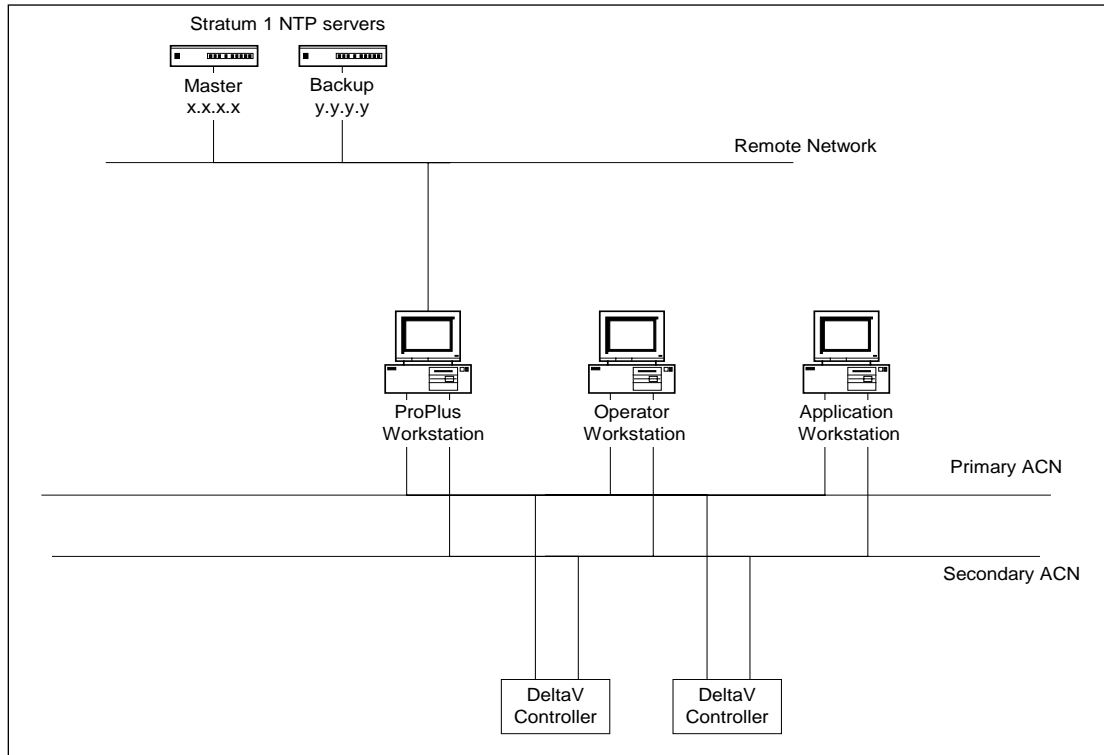 Stratum 1 NTP servers
Master
x.x.x.x
Backup
y.y.y.y
Remote Network
ProPlus
Workstation
Operator
Workstation
Application
Workstation
Primary ACN
Secondary ACN
DeltaV
Controller
DeltaV
Controller